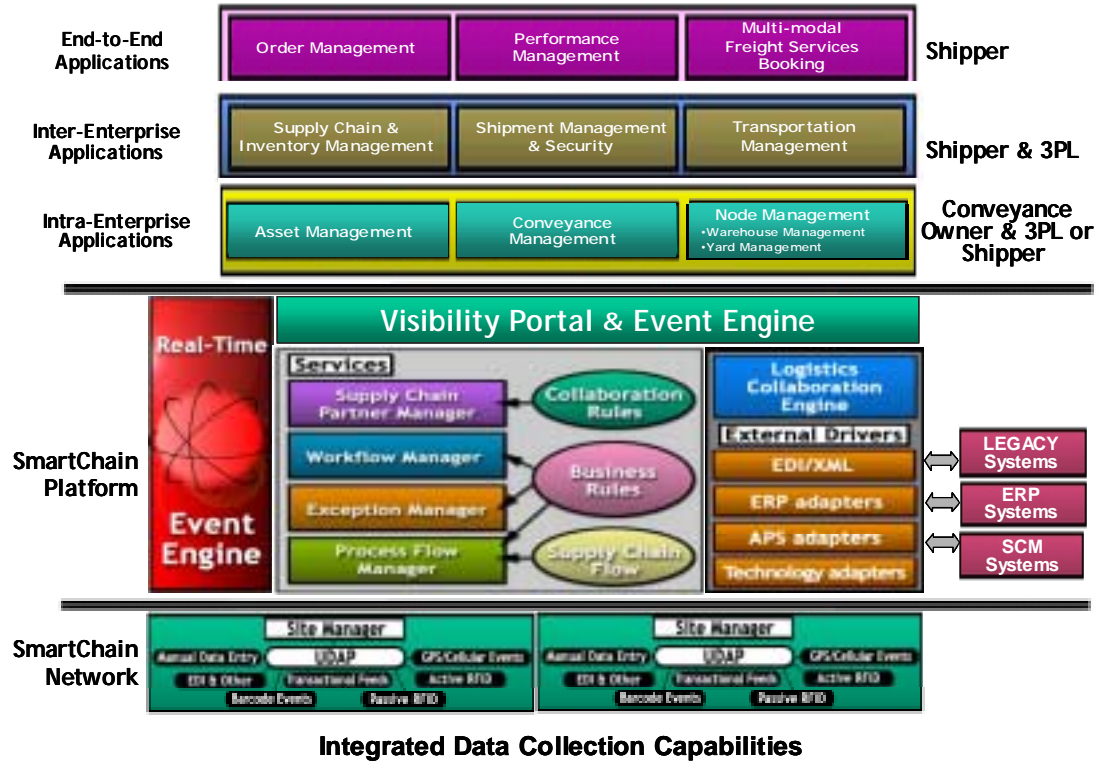 End-to-End
Applications
Order Management
Performance
Management
Multi-modal
Freight Services
Booking
Shipper
Inter-Enterprise
Applications
Supply Chain &
Inventory Management
Shipment Management
& Security
Transportation
Management
Shipper & 3PL
Intra-Enterprise
Applications
Asset Management
Conveyance
Management
Node Management
•Warehouse Management
•Yard Management
Conveyance
Owner & 3PL or
Shipper
SmartChain
Platform
Real-Time
Event
Engine
Visibility Portal & Event Engine
Services
Supply Chain
Partner Manager
Workflow Manager
Exception Manager
Process Flow
Manager
Collaboration
Rules
Business
Rules
Supply Chain
Flow
Logistics
Collaboration
Engine
External Drivers
EDI/XML
ERP adapters
APS adapters
Technology adapters
LEGACY
Systems
ERP
Systems
SCM
Systems
SmartChain
Network
Site Manager
Manual Data Entry
UDAP
GPS/Cellular Events
EDI & Other
Transactional Feeds
Active RFID
Barcode Events
Passive RFID
Site Manager
Manual Data Entry
UDAP
GPS/Cellular Events
EDI & Other
Transactional Feeds
Active RFID
Barcode Events
Passive RFID
Integrated Data Collection Capabilities